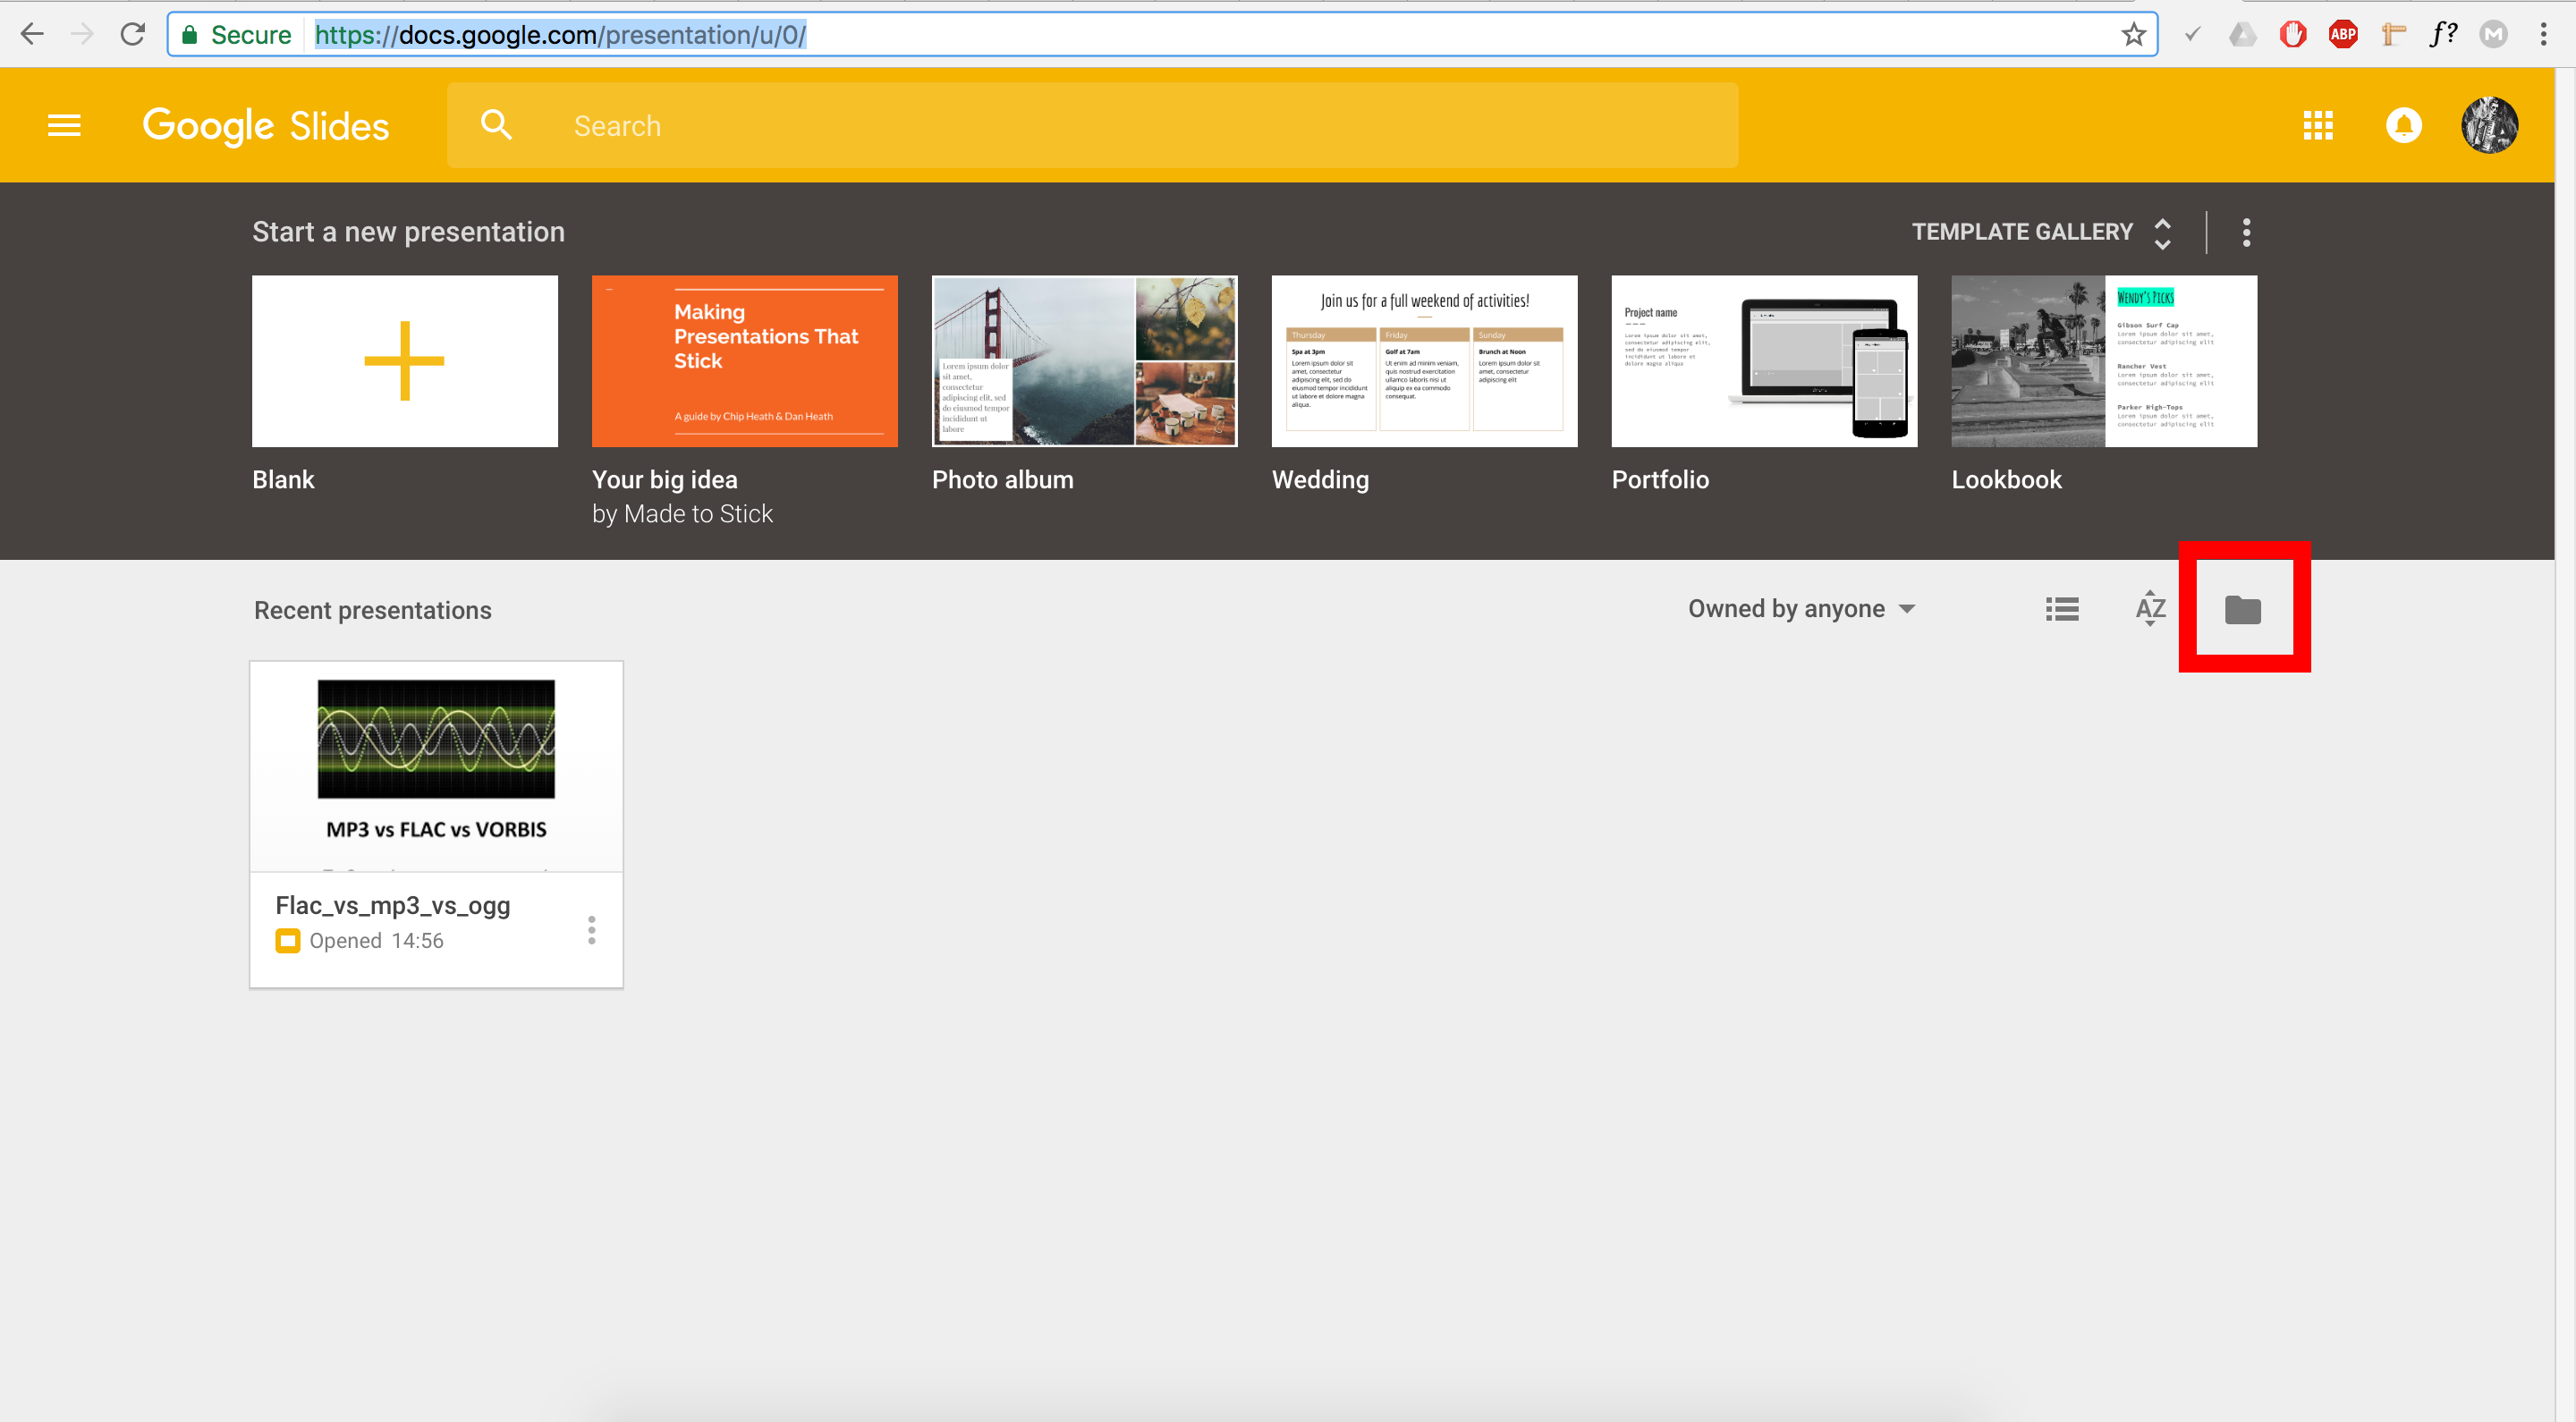 Secure https://docs.google.com/presentation/u/0/
ABP
f?
M
Google Slides
Search
Start a new presentation
TEMPLATE GALLERY
Making
Presentations That
Stick
A guide by Chip Heath & Dan Heath
Lorem ipsum dolor
sit amet,
consectetur
adipiscing elit, sed
do eiusmod tempor
incididunt ut
labore
Join us for a full weekend of activities!
Thursday Friday Sunday
Spa at 3pm
Lorem ipsum dolor sit
amet, consectetur
adipiscing elit, sed do
eiusmod tempor incididunt
ut labore et dolore magna
aliqua.
Golf at 7am
Ut enim ad minim veniam,
quis nostrud exercitation
ullamco laboris nisi ut
aliquip ex ea commodo
consequat.
Brunch at Noon
Lorem ipsum dolor sit
amet, consectetur
adipiscing elit
Project name
Lorem ipsum dolor sit amet,
consectetur adipiscing elit,
sed do eiusmod tempor
incididunt ut labore et
dolore magna aliqua
WENDY'S PICKS
Gibson Surf Cap
Lorem ipsum dolor sit amet,
consectetur adipiscing elit
Rancher Vest
Lorem ipsum dolor sit amet,
consectetur adipiscing elit
Parker High-Tops
Lorem ipsum dolor sit amet,
consectetur adipiscing elit
Blank
Your big idea
by Made to Stick
Photo album
Wedding
Portfolio
Lookbook
Recent presentations
Owned by anyone
AZ
MP3 vs FLAC vs VORBIS
Flac_vs_mp3_vs_ogg
Opened 14:56